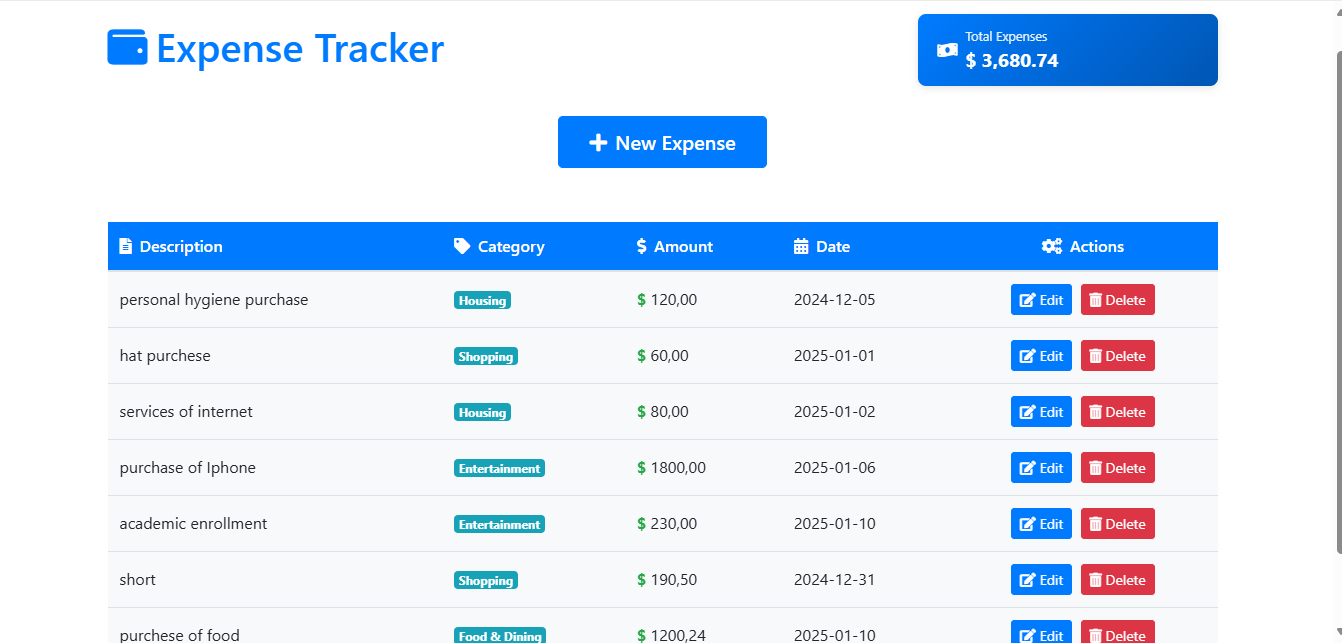 Expense Tracker
Total Expenses
$ 3,680.74
New Expense
Description Category $ Amount Date Actions
personal hygiene purchase Housing $ 120,00 2024-12-05 Edit Delete
hat purchese Shopping $ 60,00 2025-01-01 Edit Delete
services of internet Housing $ 80,00 2025-01-02 Edit Delete
purchase of Iphone Entertainment $ 1800,00 2025-01-06 Edit Delete
academic enrollment Entertainment $ 230,00 2025-01-10 Edit Delete
short Shopping $ 190,50 2024-12-31 Edit Delete
purchese of food Food & Dining $ 1200,24 2025-01-10 Edit Delete